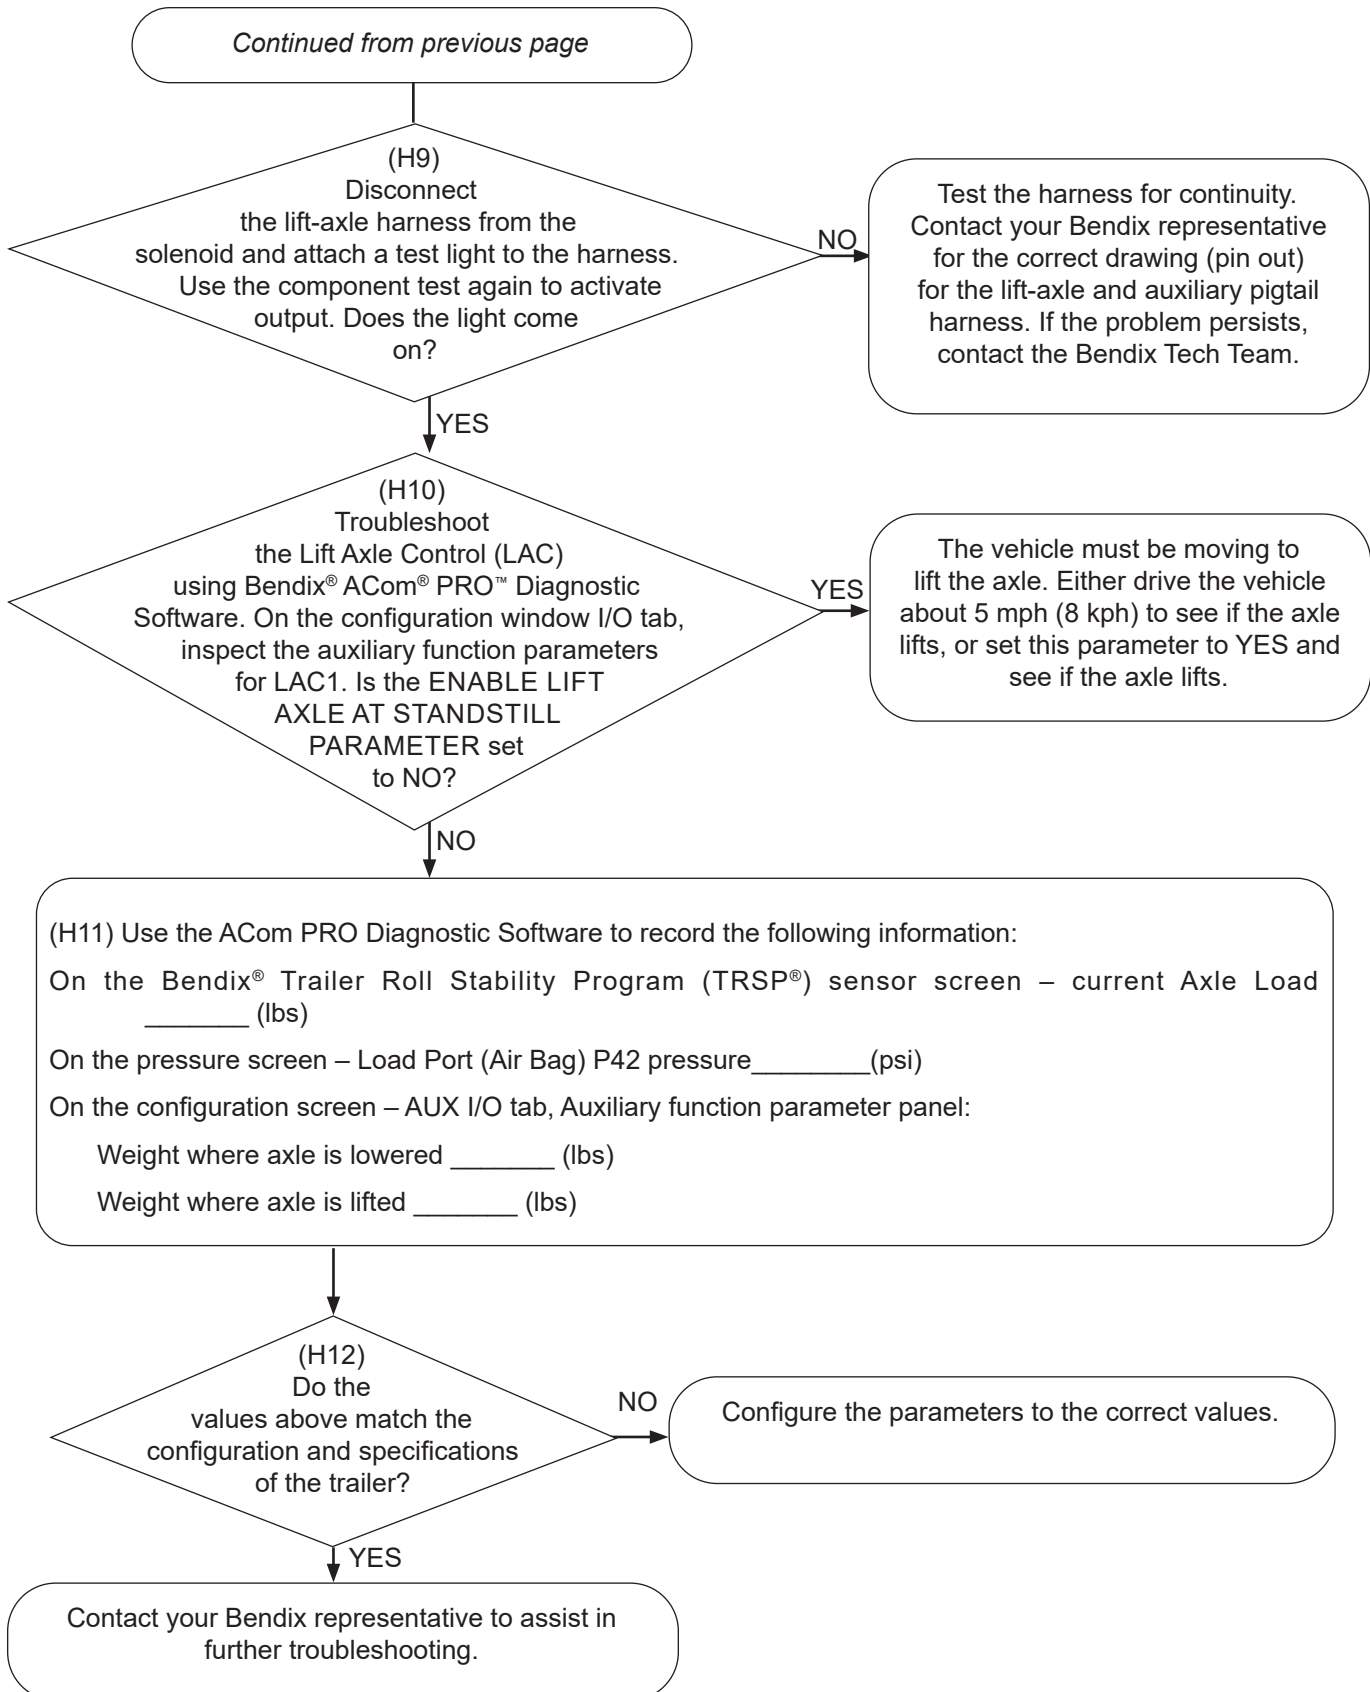 Continued from previous page
(H9)
Disconnect
the lift-axle harness from the
solenoid and attach a test light to the harness.
Use the component test again to activate
output. Does the light come
on?
NO
Test the harness for continuity.
Contact your Bendix representative
for the correct drawing (pin out)
for the lift-axle and auxiliary pigtail
harness. If the problem persists,
contact the Bendix Tech Team.
YES
(H10)
Troubleshoot
the Lift Axle Control (LAC)
using Bendix® ACom® PRO™ Diagnostic
Software. On the configuration window I/O tab,
inspect the auxiliary function parameters
for LAC1. Is the ENABLE LIFT
AXLE AT STANDSTILL
PARAMETER set
to NO?
YES
The vehicle must be moving to
lift the axle. Either drive the vehicle
about 5 mph (8 kph) to see if the axle
lifts, or set this parameter to YES and
see if the axle lifts.
NO
(H11) Use the ACom PRO Diagnostic Software to record the following information:
On the Bendix® Trailer Roll Stability Program (TRSP®) sensor screen – current Axle Load
_______ (lbs)
On the pressure screen – Load Port (Air Bag) P42 pressure________(psi)
On the configuration screen – AUX I/O tab, Auxiliary function parameter panel:
Weight where axle is lowered _______ (lbs)
Weight where axle is lifted _______ (lbs)
(H12)
Do the
values above match the
configuration and specifications
of the trailer?
NO
Configure the parameters to the correct values.
YES
Contact your Bendix representative to assist in
further troubleshooting.